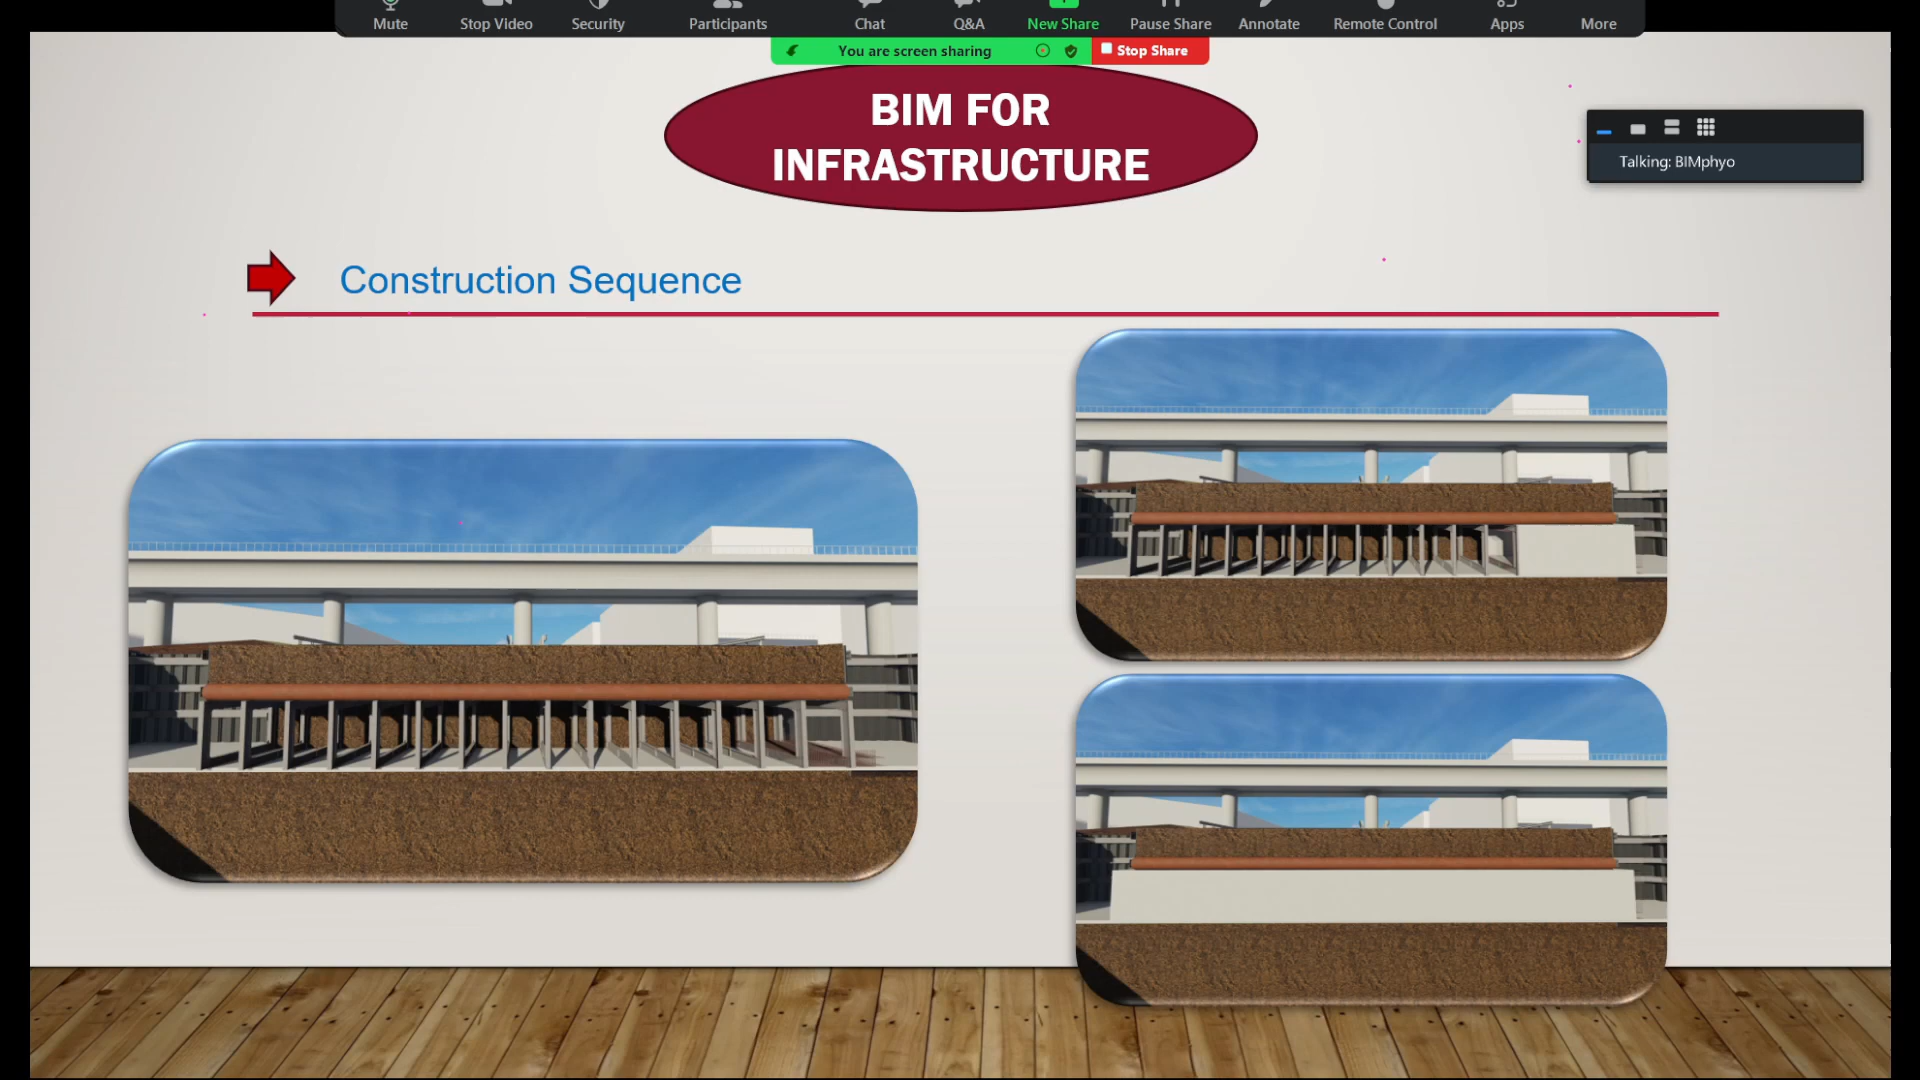 Mute
Stop Video
Security
Participants
Chat
Q&A
New Share
Pause Share
Annotate
Remote Control
Apps
More
You are screen sharing
Stop Share
BIM FOR
INFRASTRUCTURE
Talking: BIMphyo
Construction Sequence